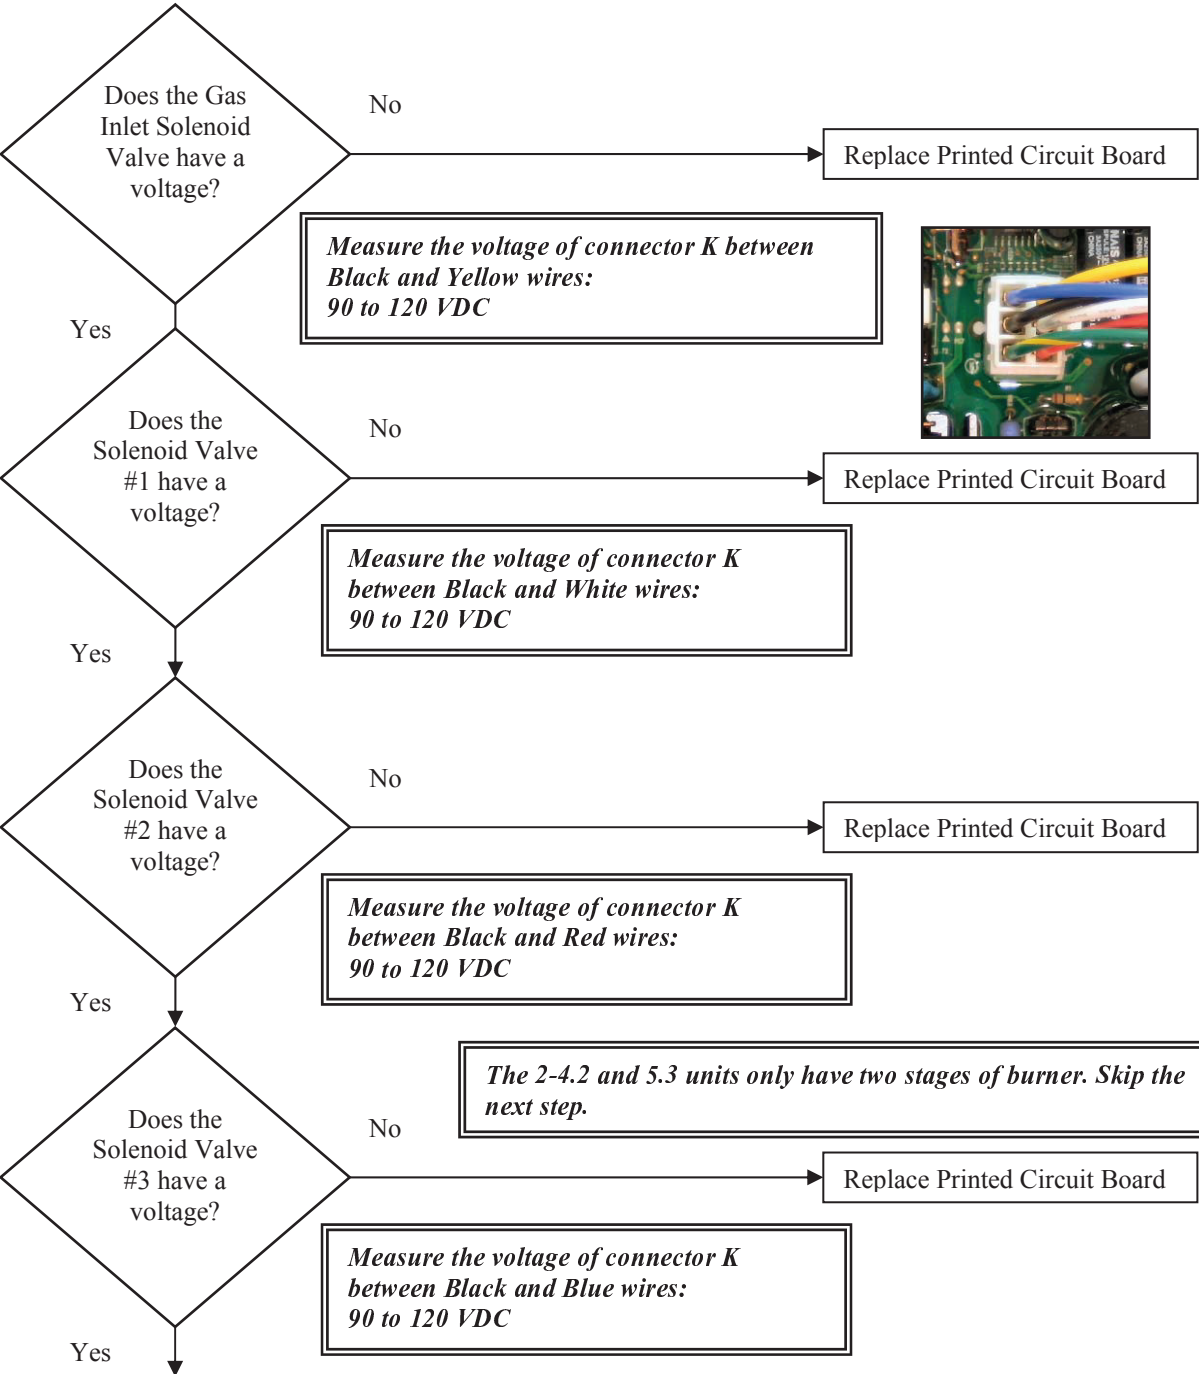 Does the Gas
Inlet Solenoid
Valve have a
voltage?
No
Replace Printed Circuit Board
Measure the voltage of connector K between
Black and Yellow wires:
90 to 120 VDC
Yes
Does the
Solenoid Valve
#1 have a
voltage?
No
Replace Printed Circuit Board
Measure the voltage of connector K
between Black and White wires:
90 to 120 VDC
Yes
Does the
Solenoid Valve
#2 have a
voltage?
No
Replace Printed Circuit Board
Measure the voltage of connector K
between Black and Red wires:
90 to 120 VDC
Yes
The 2-4.2 and 5.3 units only have two stages of burner. Skip the
next step.
Does the
Solenoid Valve
#3 have a
voltage?
No
Replace Printed Circuit Board
Measure the voltage of connector K
between Black and Blue wires:
90 to 120 VDC
Yes